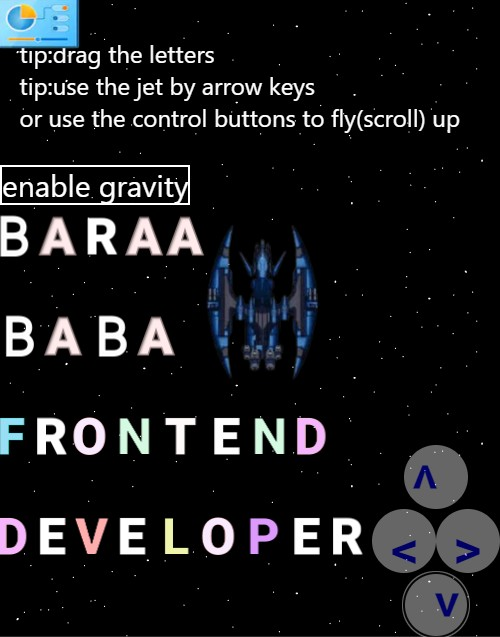 tip:drag the letters
tip:use the jet by arrow keys
or use the control buttons to fly(scroll) up
enable gravity
BARAA
BABA
FRONTEND
DEVELOPER
^
< >
v